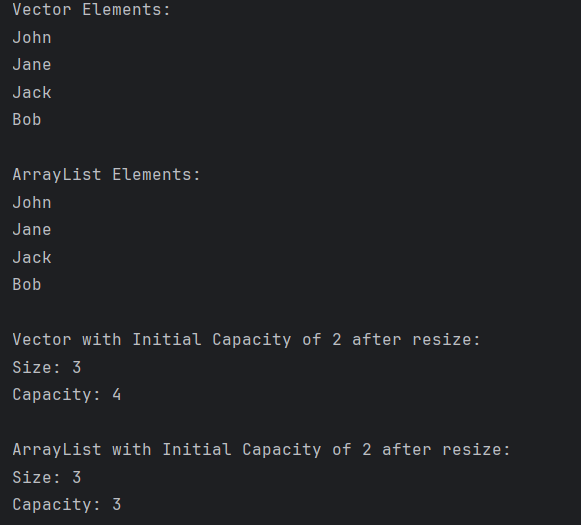 Vector Elements:
John
Jane
Jack
Bob
ArrayList Elements:
John
Jane
Jack
Bob
Vector with Initial Capacity of 2 after resize:
Size: 3
Capacity: 4
ArrayList with Initial Capacity of 2 after resize:
Size: 3
Capacity: 3